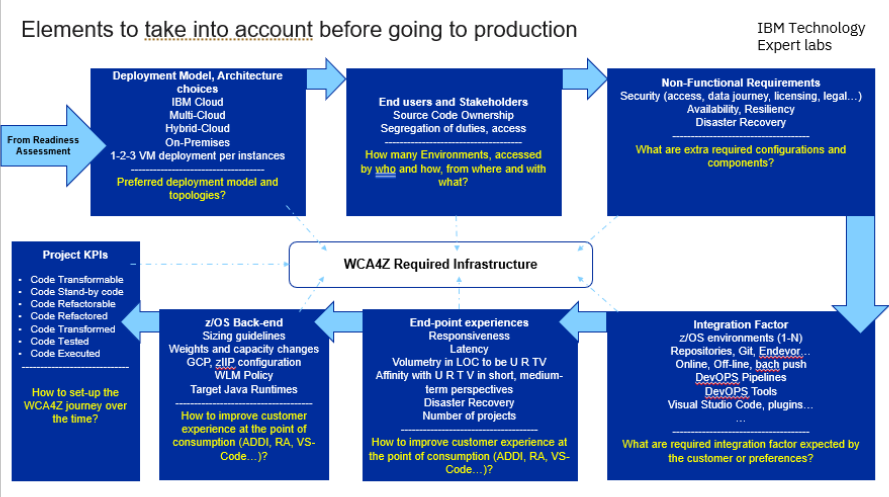 Elements to take into account before going to production
IBM Technology
Expert labs
From Readiness
Assessment
Deployment Model, Architecture
choices
IBM Cloud
Multi-Cloud
Hybrid-Cloud
On-Premises
1-2-3 VM deployment per instances
-----------------------------------
Preferred deployment model and
topologies?
End users and Stakeholders
Source Code Ownership
Segregation of duties, access
-----------------------------------
How many Environments, accessed
by who and how, from where and with
what?
Non-Functional Requirements
Security (access, data journey, licensing, legal…)
Availability, Resiliency
Disaster Recovery
-----------------------------------
What are extra required configurations and
components?
WCA4Z Required Infrastructure
Project KPIs
• Code Transformable
• Code Stand-by code
• Code Refactorable
• Code Refactored
• Code Transformed
• Code Tested
• Code Executed
----------------------------
How to set-up the
WCA4Z journey over
the time?
z/OS Back-end
Sizing guidelines
Weights and capacity changes
GCP, zIIP configuration
WLM Policy
Target Java Runtimes
-----------------------------------
How to improve customer
experience at the point of
consumption (ADDI, RA, VS-
Code…)?
End-point experiences
Responsiveness
Latency
Volumetry in LOC to be U R TV
Affinity with U R T V in short, medium-
term perspectives
Disaster Recovery
Number of projects
-----------------------------------
How to improve customer experience at
the point of consumption (ADDI, RA, VS-
Code…)?
Integration Factor
z/OS environments (1-N)
Repositories, Git, Endevor…
Online, Off-line, bach push
DevOPS Pipelines
DevOPS Tools
Visual Studio Code, plugins…
…
-----------------------------------
What are required integration factor expected by
the customer or preferences?